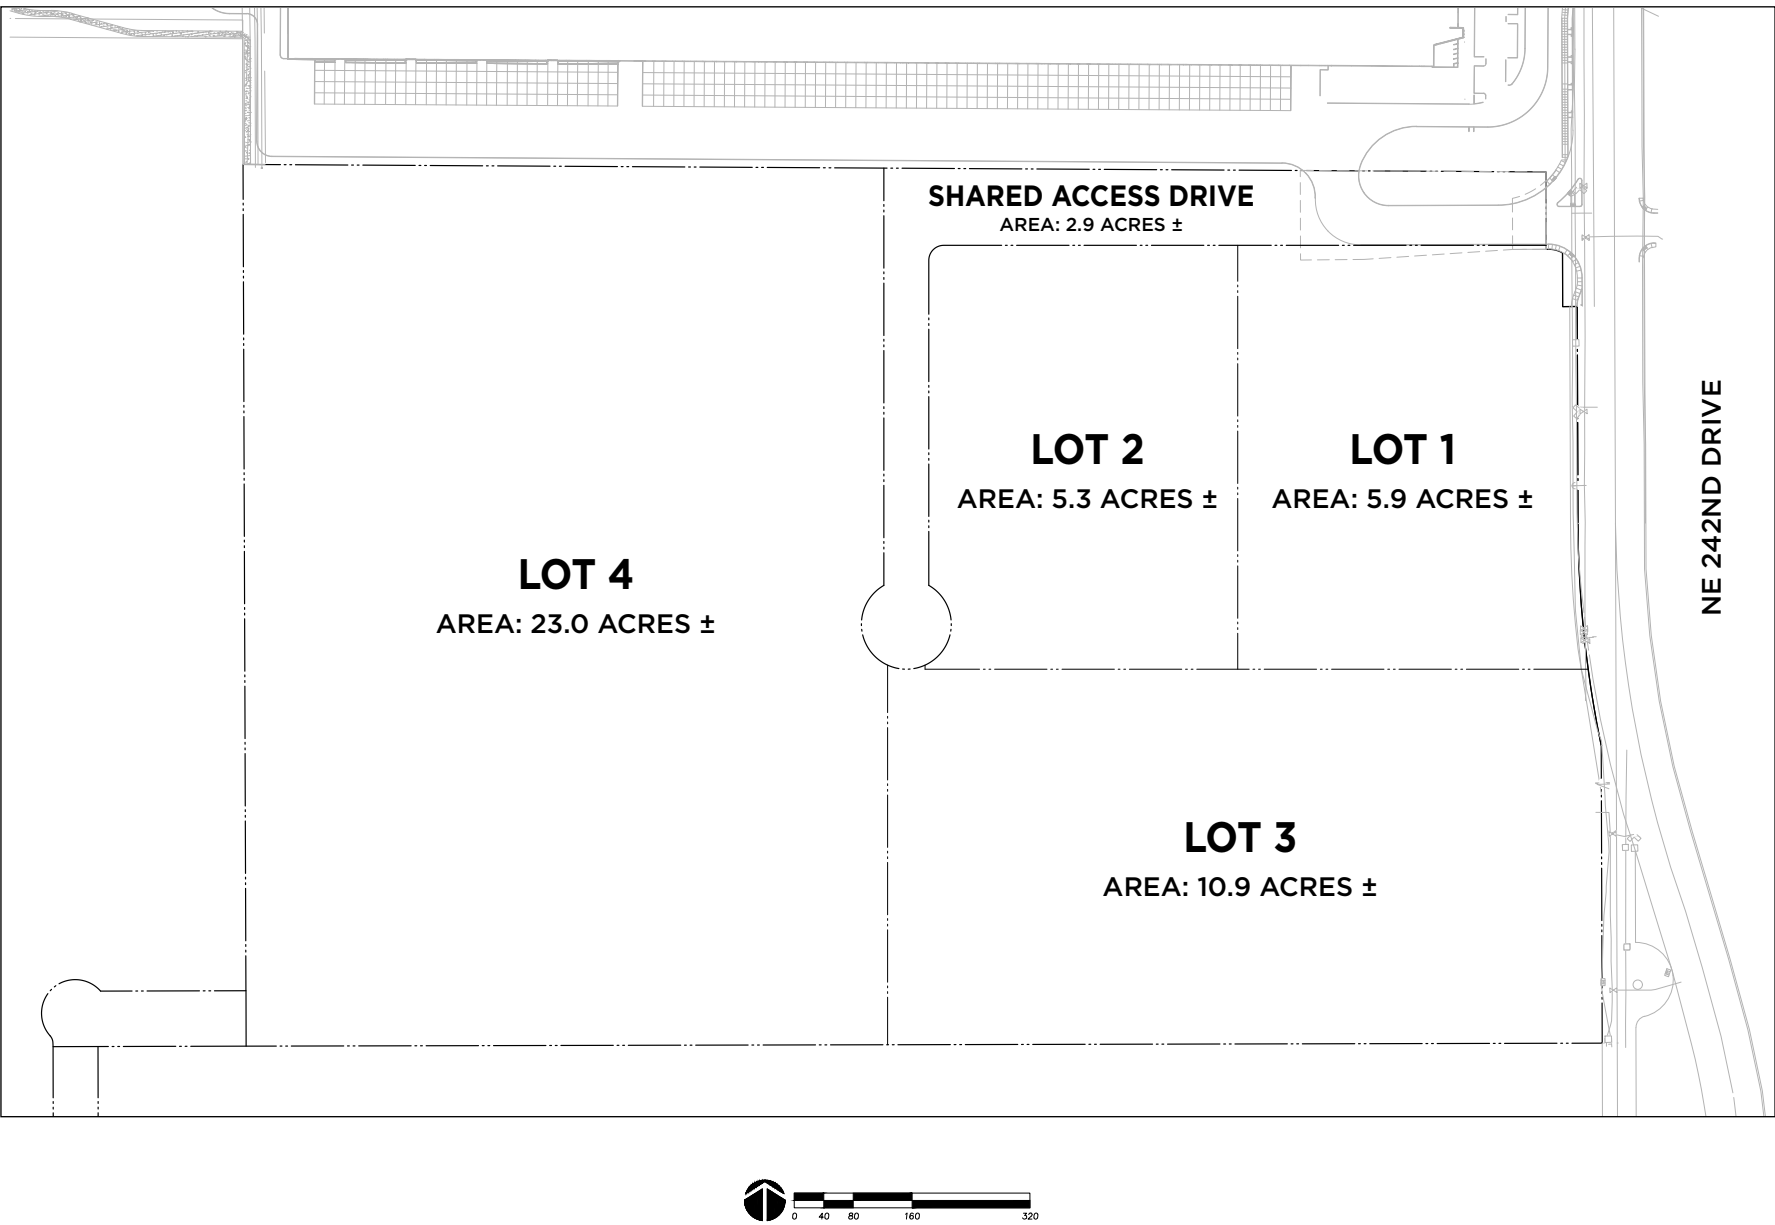 SHARED ACCESS DRIVE
AREA: 2.9 ACRES ±
LOT 2
AREA: 5.3 ACRES ±
LOT 1
AREA: 5.9 ACRES ±
NE 242ND DRIVE
LOT 4
AREA: 23.0 ACRES ±
LOT 3
AREA: 10.9 ACRES ±
0 40 80 160 320